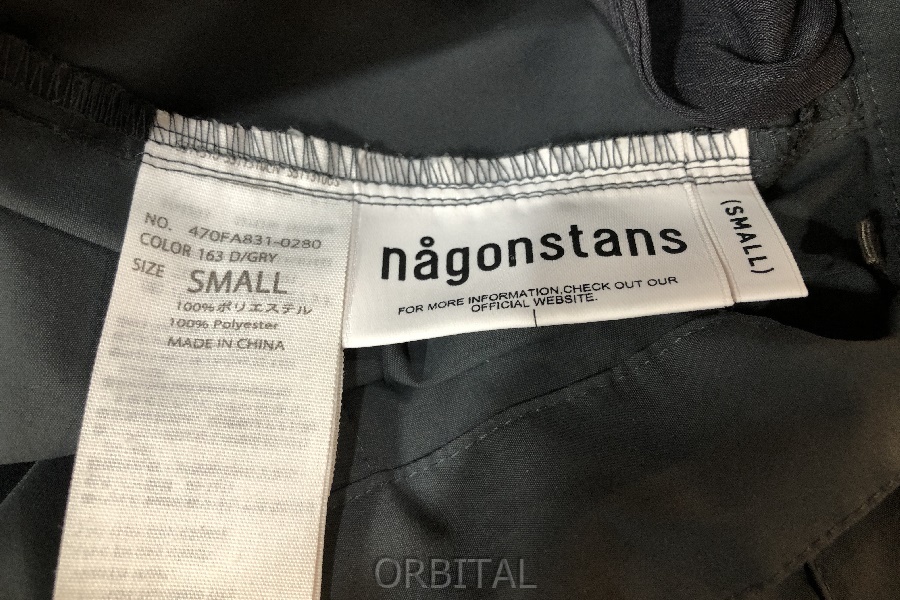 NO. 470FA831-0280
COLOR 163 D/GRY
SIZE SMALL
100%ポリエステル
100% Polyester
MADE IN CHINA
någonstans
FOR MORE INFORMATION,CHECK OUT OUR
OFFICIAL WEBSITE.
(SMALL)
ORBITAL